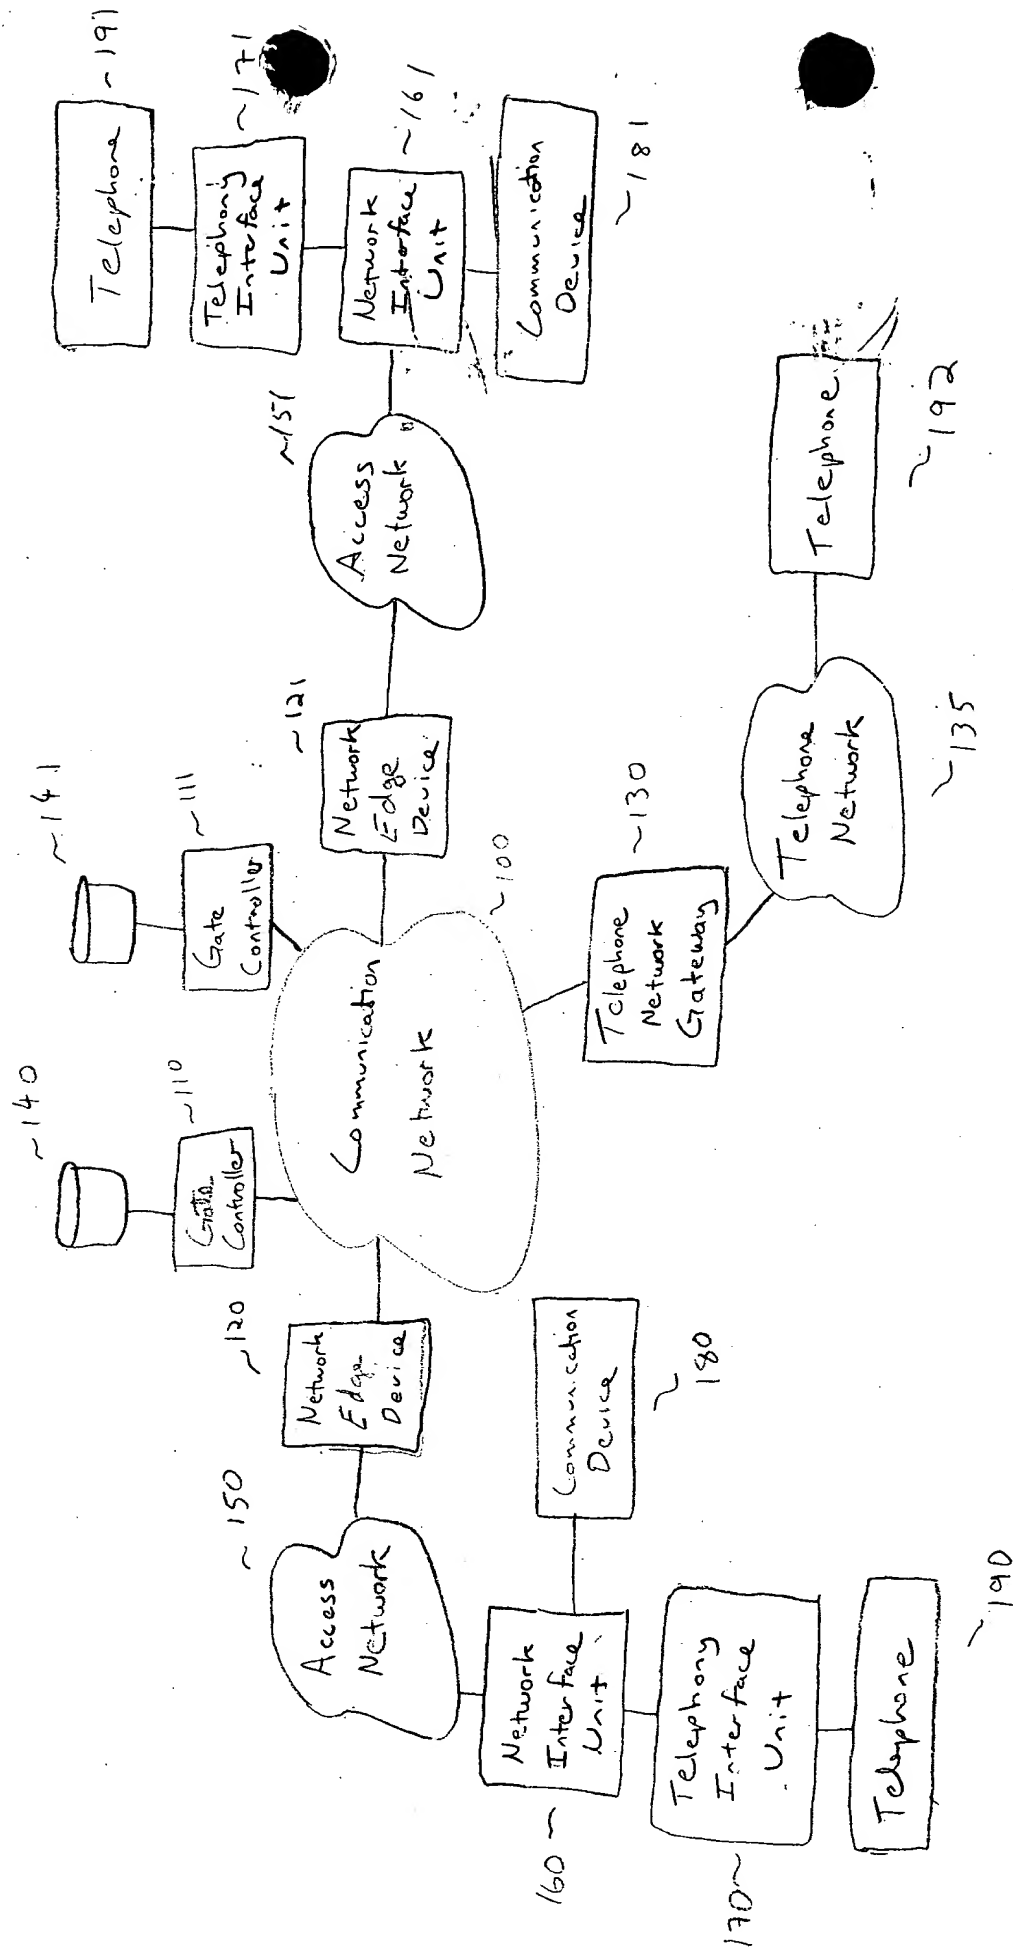 ~140
~110
Gate
Controller
~141
~111
Gate
Controller
Telephone
~191
Telephony
Interface
Unit
~171
Network
Interface
Unit
~161
Communication
Device
~181
~151
Access
Network
~121
Network
Edge
Device
Communication
Network
~100
~120
Network
Edge
Device
~150
Access
Network
160~
Network
Interface
Unit
Communication
Device
~180
170~
Telephony
Interface
Unit
Telephone
~190
Telephone
Network
Gateway
~130
Telephone
Network
~135
Telephone
~192